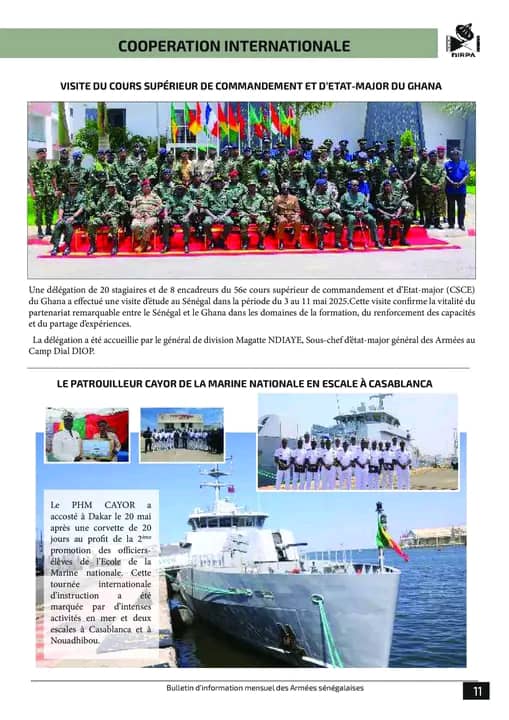 COOPERATION INTERNATIONALE
DIRPA
VISITE DU COURS SUPÉRIEUR DE COMMANDEMENT ET D'ETAT-MAJOR DU GHANA
Une délégation de 20 stagiaires et de 8 encadreurs du 56e cours supérieur de commandement et d'Etat-major (CSCE)
du Ghana a effectué une visite d'étude au Sénégal dans la période du 3 au 11 mai 2025.Cette visite confirme la vitalité du
partenariat remarquable entre le Sénégal et le Ghana dans les domaines de la formation, du renforcement des capacités
et du partage d'expériences.
La délégation a été accueillie par le général de division Magatte NDIAYE, Sous-chef d'état-major général des Armées au
Camp Dial DIOP.
LE PATROUILLEUR CAYOR DE LA MARINE NATIONALE EN ESCALE À CASABLANCA
Le PHM CAYOR a
accosté à Dakar le 20 mai
après une corvette de 20
jours au profit de la 2ème
promotion des officiers-
élèves de l'Ecole de la
Marine nationale. Cette
tournée internationale
d'instruction a été
marquée par d'intenses
activités en mer et deux
escales à Casablanca et à
Nouadhibou.
Bulletin d'information mensuel des Armées sénégalaises
11